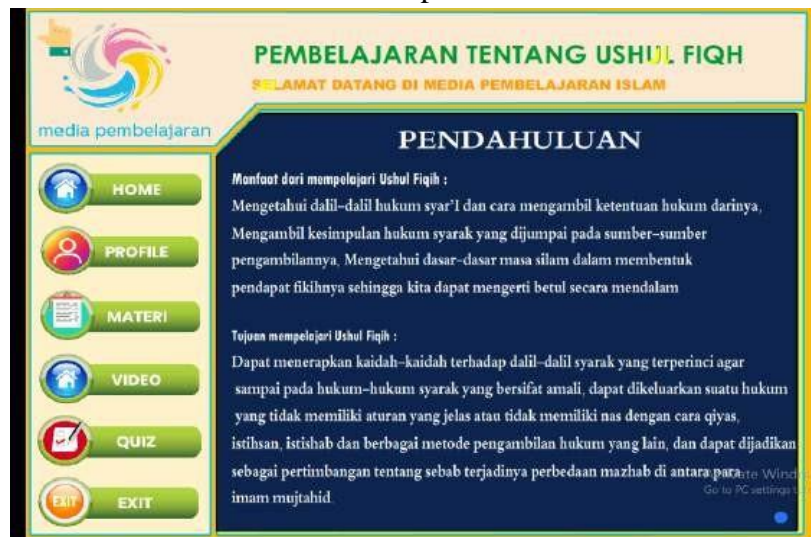 PEMBELAJARAN TENTANG USHUL FIQH
SELAMAT DATANG DI MEDIA PEMBELAJARAN ISLAM
media pembelajaran
HOME
PROFILE
MATERI
VIDEO
QUIZ
EXIT
EXIT
PENDAHULUAN
Manfaat dari mempelajari Ushul Fiqih :
Mengetahui dalil-dalil hukum syar'I dan cara mengambil ketentuan hukum darinya,
Mengambil kesimpulan hukum syarak yang dijumpai pada sumber-sumber
pengambilannya, Mengetahui dasar-dasar masa silam dalam membentuk
pendapat fikihnya sehingga kita dapat mengerti betul secara mendalam
Tujuan mempelajari Ushul Fiqih :
Dapat menerapkan kaidah-kaidah terhadap dalil-dalil syarak yang terperinci agar
sampai pada hukum-hukum syarak yang bersifat amali, dapat dikeluarkan suatu hukum
yang tidak memiliki aturan yang jelas atau tidak memiliki nas dengan cara qiyas,
istihsan, istishab dan berbagai metode pengambilan hukum yang lain, dan dapat dijadikan
sebagai pertimbangan tentang sebab terjadinya perbedaan mazhab di antara para
imam mujtahid
Go to PC settings